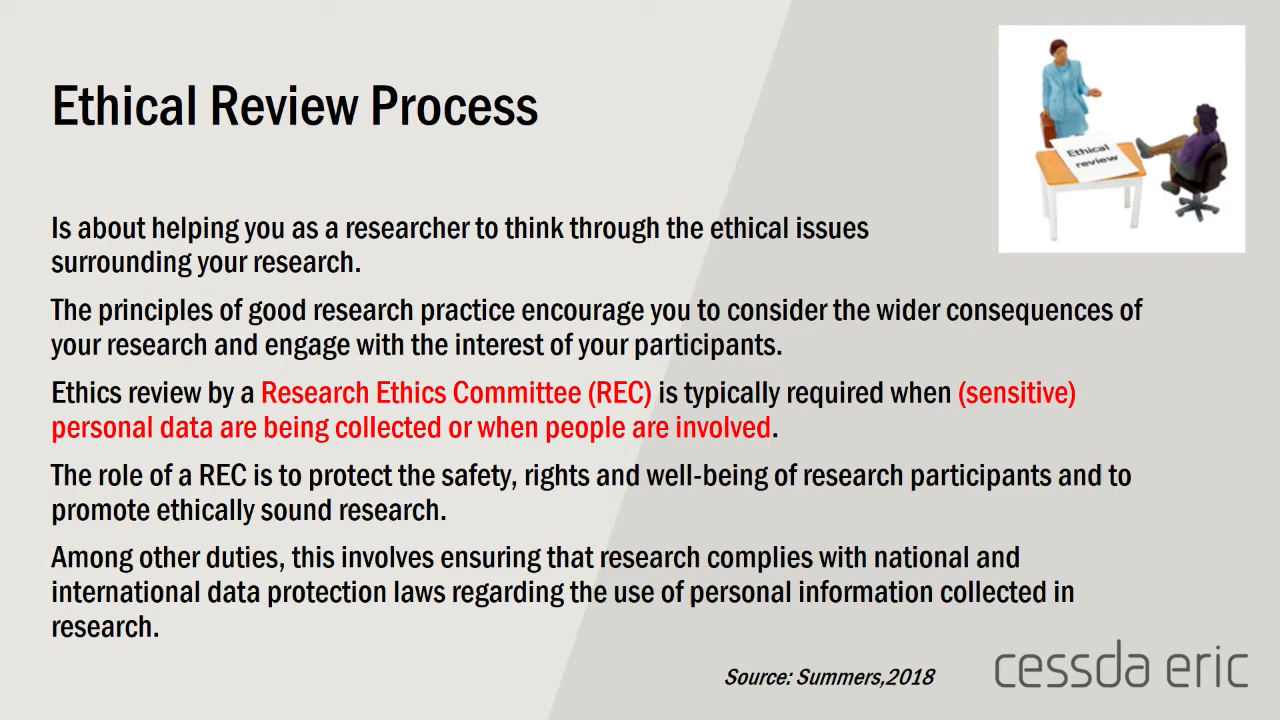 Ethical Review Process
Ethical
review
Is about helping you as a researcher to think through the ethical issues
surrounding your research.
The principles of good research practice encourage you to consider the wider consequences of
your research and engage with the interest of your participants.
Ethics review by a Research Ethics Committee (REC) is typically required when (sensitive)
personal data are being collected or when people are involved.
The role of a REC is to protect the safety, rights and well-being of research participants and to
promote ethically sound research.
Among other duties, this involves ensuring that research complies with national and
international data protection laws regarding the use of personal information collected in
research.
Source: Summers,2018
cessda eric